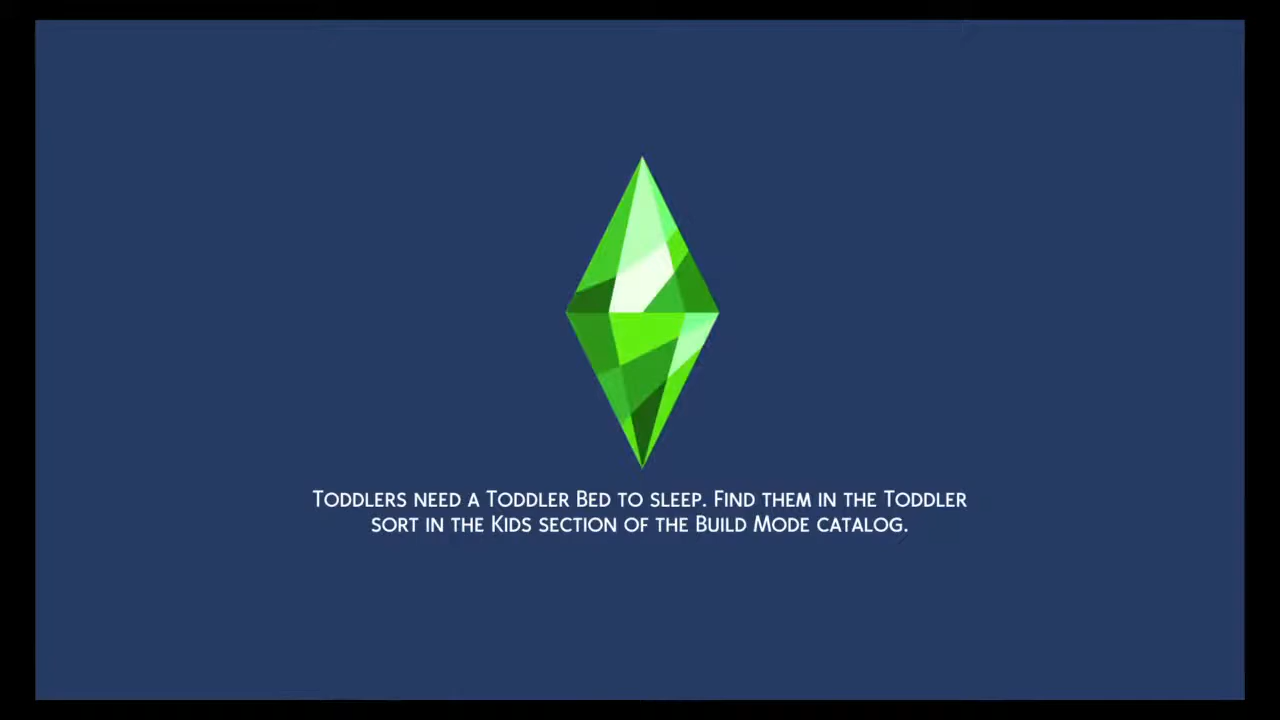 Toddlers need a Toddler Bed to sleep. Find them in the Toddler
sort in the Kids section of the Build Mode catalog.